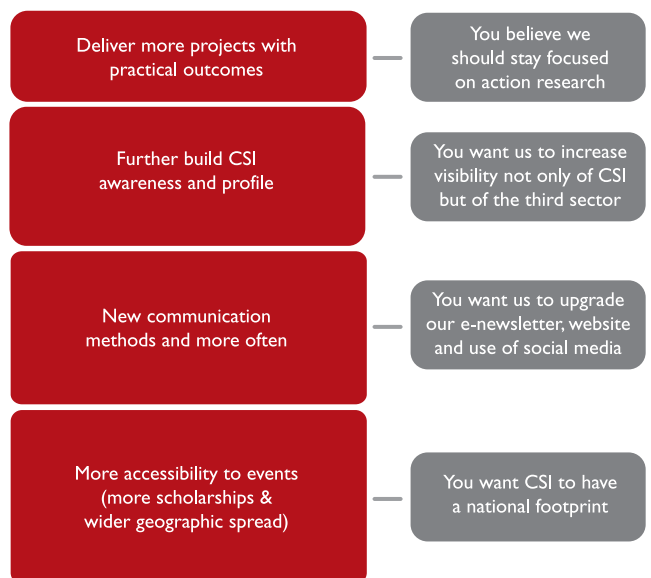 Deliver more projects with
practical outcomes
You believe we
should stay focused
on action research
Further build CSI
awareness and profile
You want us to increase
visibility not only of CSI
but of the third sector
New communication
methods and more often
You want us to upgrade
our e-newsletter, website
and use of social media
More accessibility to events
(more scholarships &
wider geographic spread)
You want CSI to have
a national footprint